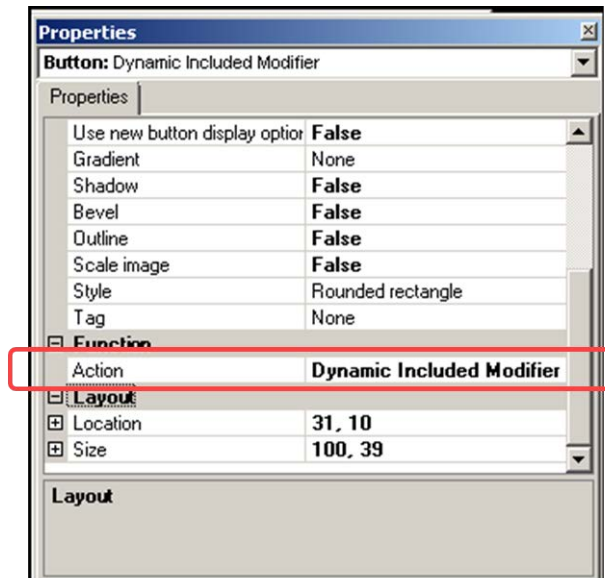 Properties
Button: Dynamic Included Modifier
Properties
Use new button display option False
Gradient None
Shadow False
Bevel False
Outline False
Scale image False
Style Rounded rectangle
Tag None
Function
Action Dynamic Included Modifier
Layout
Location 31, 10
Size 100, 39
Layout